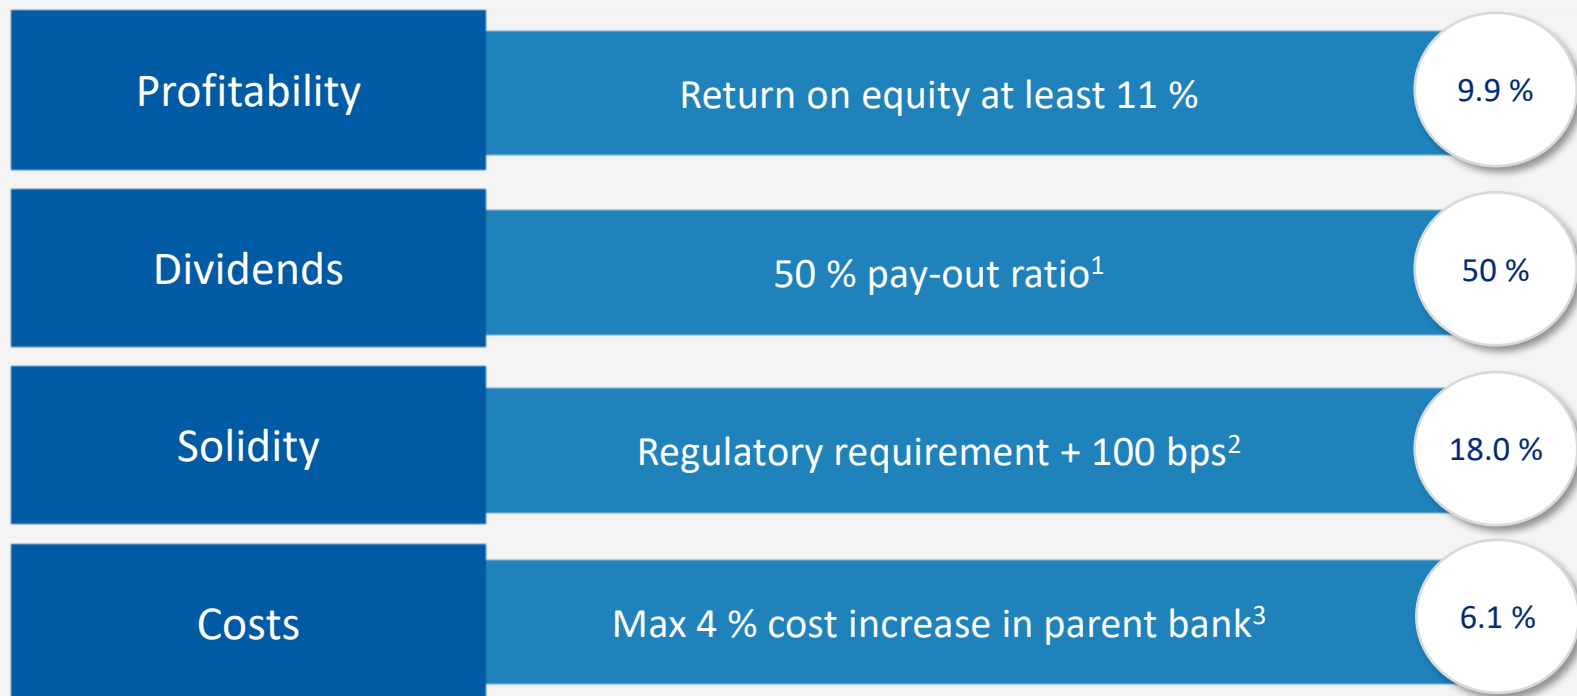 Profitability
Return on equity at least 11 %
9.9 %
Dividends
50 % pay-out ratio¹
50 %
Solidity
Regulatory requirement + 100 bps²
18.0 %
Costs
Max 4 % cost increase in parent bank³
6.1 %